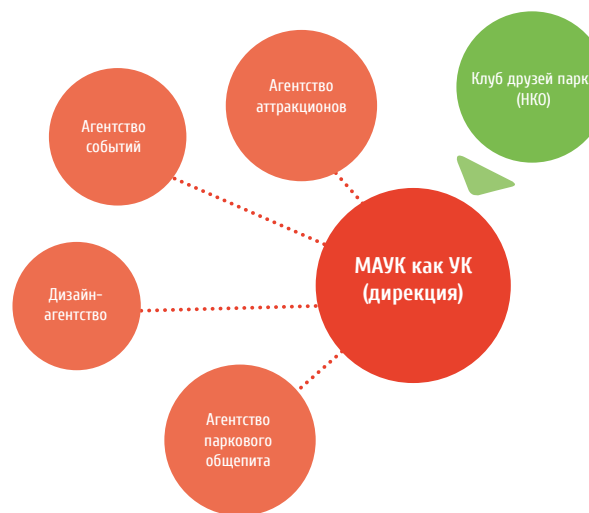 Клуб друзей парк
(НКО)
Агентство
аттракционов
Агентство
событий
МАУК как УК
(дирекция)
Дизайн-
агентство
Агентство
паркового
общепита